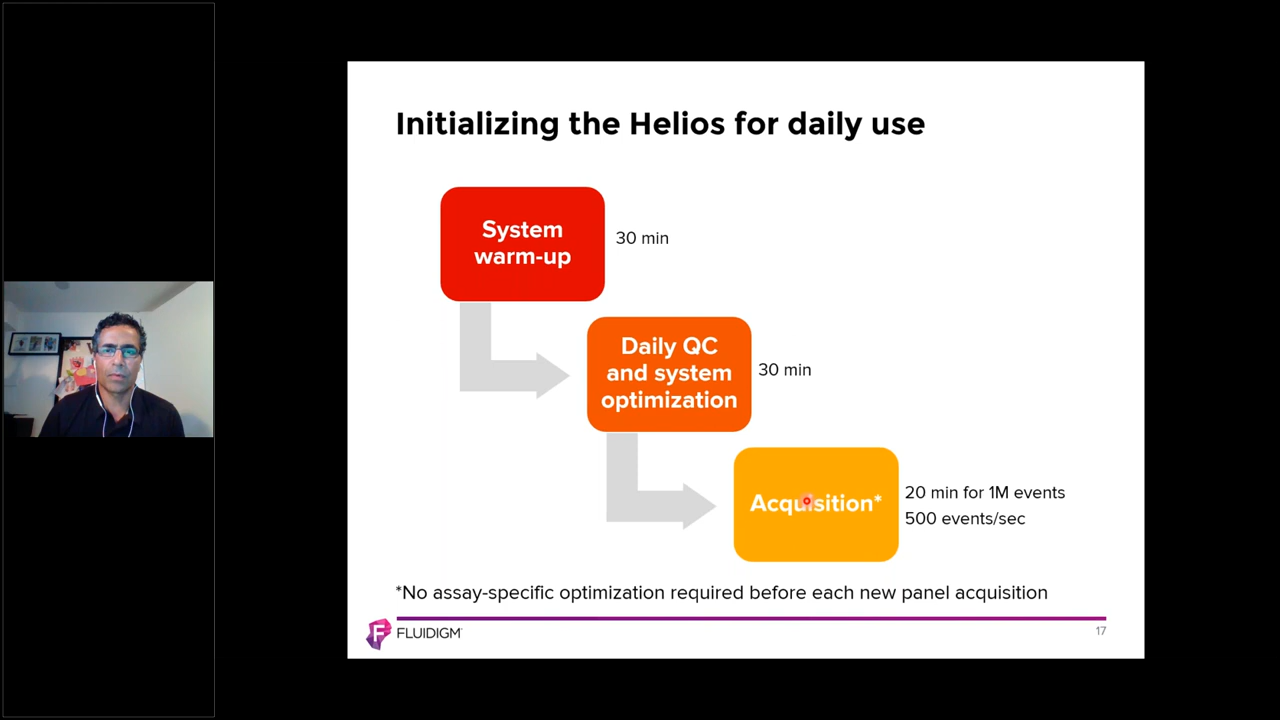 Initializing the Helios for daily use
System
warm-up
30 min
Daily QC
and system
optimization
30 min
Acquisition*
20 min for 1M events
500 events/sec
*No assay-specific optimization required before each new panel acquisition
F FLUIDIGM
17